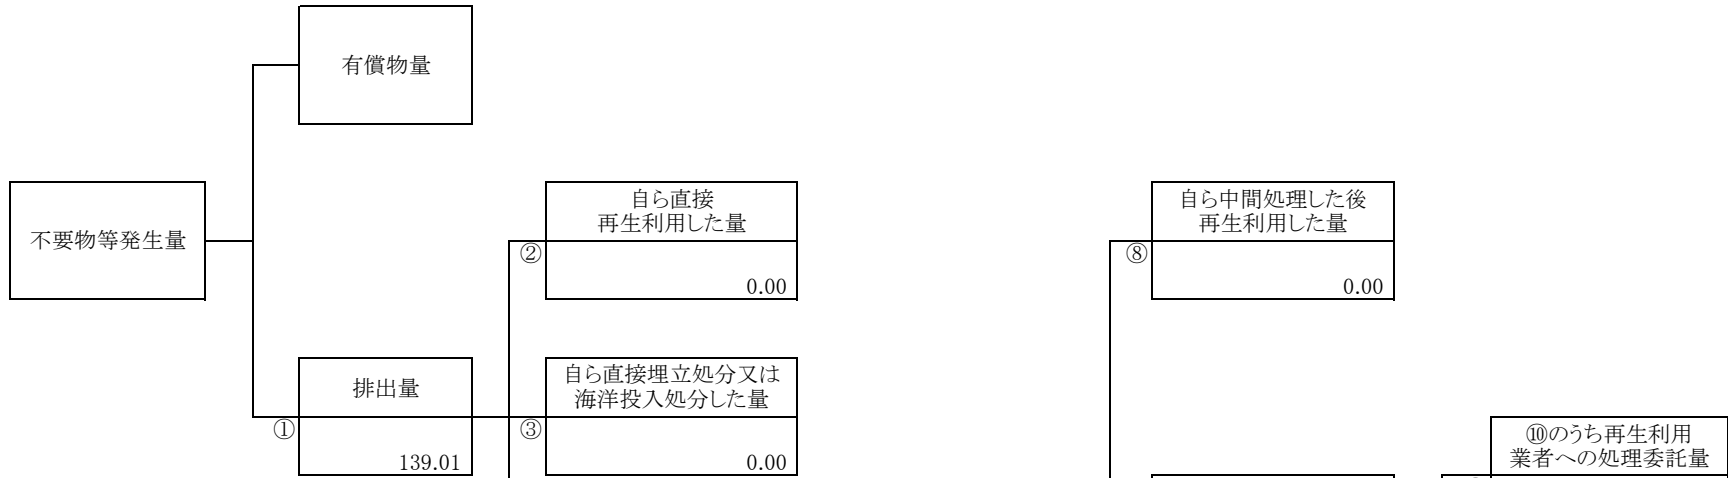 有償物量
不要物等発生量
自ら直接
再生利用した量
②
0.00
自ら中間処理した後
再生利用した量
⑧
0.00
排出量
①
139.01
自ら直接埋立処分又は
海洋投入処分した量
③
0.00
⑩のうち再生利用
業者への処理委託量